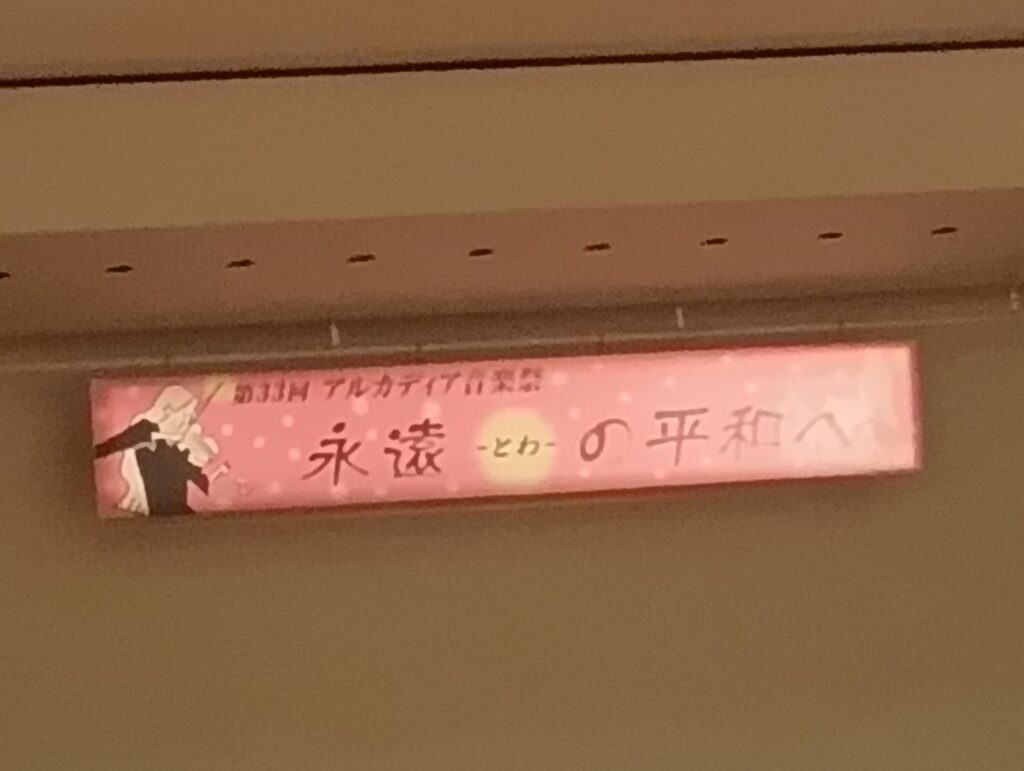 第33回 アルカディア音楽祭
永遠 -とわ- の平和へ